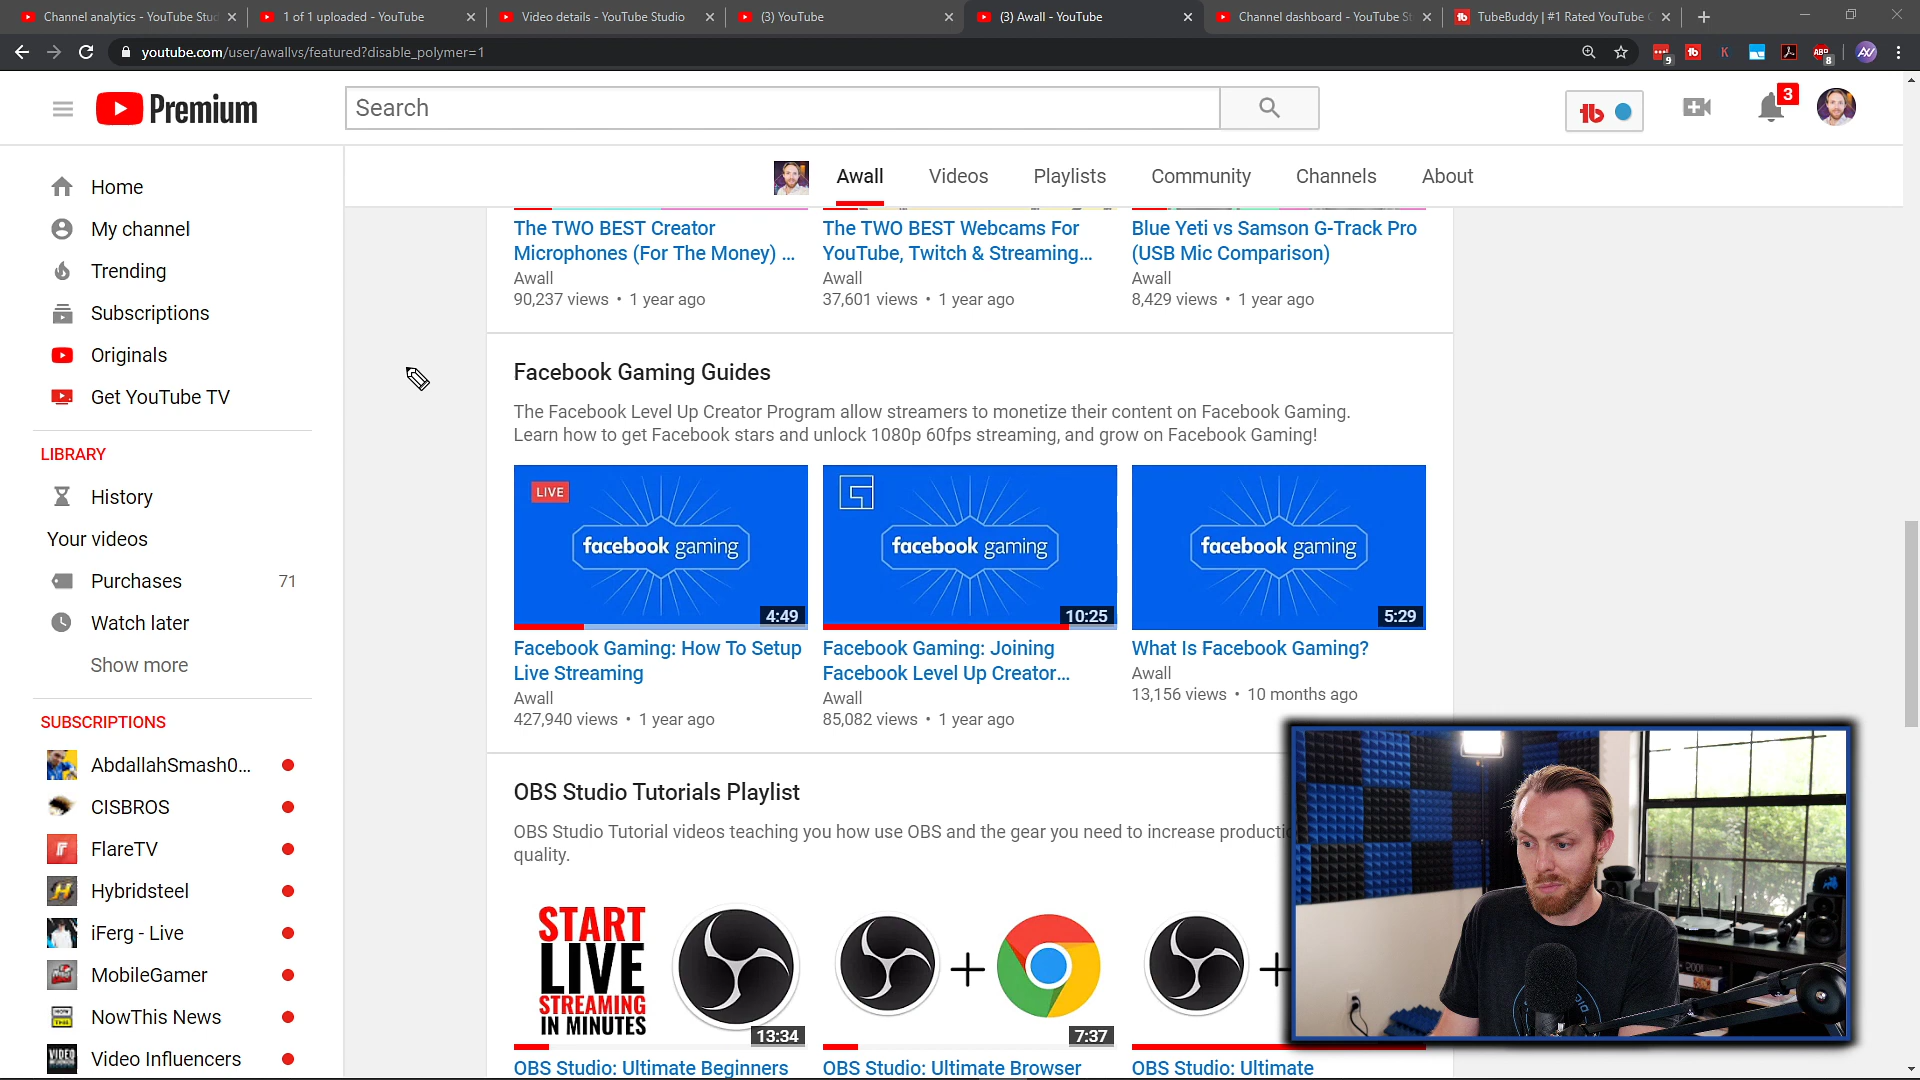 Channel analytics - YouTube Stu
1 of 1 uploaded - YouTube
Video details - YouTube Studio
(3) YouTube
(3) Awall - YouTube
Channel dashboard - YouTube S
TubeBuddy | #1 Rated YouTube
youtube.com/user/awallvs/featured?disable_polymer=1
Premium
Search
3
Awall
Videos
Playlists
Community
Channels
About
Home
My channel
Trending
Subscriptions
Originals
Get YouTube TV
LIBRARY
History
Your videos
Purchases 71
Watch later
Show more
SUBSCRIPTIONS
AbdallahSmash0...
CISBROS
FlareTV
Hybridsteel
iFerg - Live
MobileGamer
NowThis News
Video Influencers
The TWO BEST Creator
Microphones (For The Money) ...
Awall
90,237 views • 1 year ago
The TWO BEST Webcams For
YouTube, Twitch & Streaming...
Awall
37,601 views • 1 year ago
Blue Yeti vs Samson G-Track Pro
(USB Mic Comparison)
Awall
8,429 views • 1 year ago
Facebook Gaming Guides
The Facebook Level Up Creator Program allow streamers to monetize their content on Facebook Gaming.
Learn how to get Facebook stars and unlock 1080p 60fps streaming, and grow on Facebook Gaming!
LIVE
facebook gaming
4:49
facebook gaming
10:25
facebook gaming
5:29
Facebook Gaming: How To Setup
Live Streaming
Awall
427,940 views • 1 year ago
Facebook Gaming: Joining
Facebook Level Up Creator...
Awall
85,082 views • 1 year ago
What Is Facebook Gaming?
Awall
13,156 views • 10 months ago
OBS Studio Tutorials Playlist
OBS Studio Tutorial videos teaching you how use OBS and the gear you need to increase producti
quality.
START
LIVE
STREAMING
IN MINUTES
13:34
+
7:37
+
OBS Studio: Ultimate Beginners
OBS Studio: Ultimate Browser
OBS Studio: Ultimate